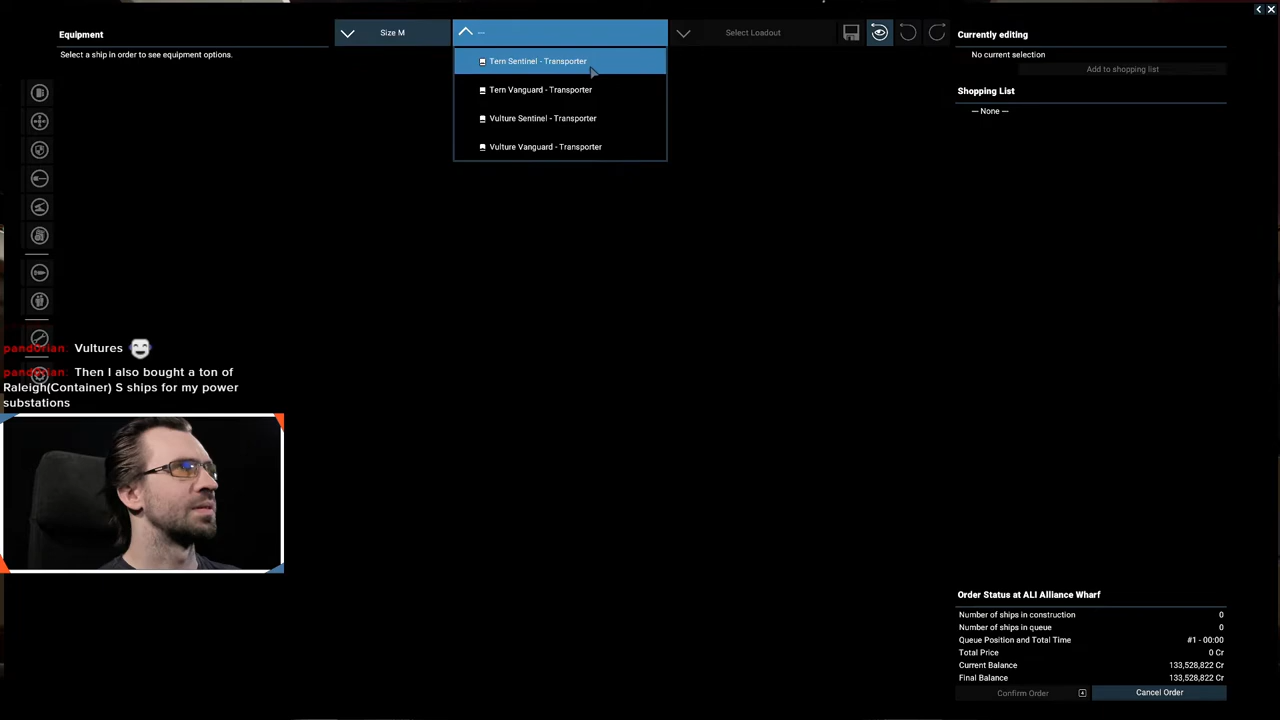 Equipment
Select a ship in order to see equipment options.
Size M
---
Tern Sentinel - Transporter
Tern Vanguard - Transporter
Vulture Sentinel - Transporter
Vulture Vanguard - Transporter
Select Loadout
Currently editing
No current selection
Add to shopping list
Shopping List
--- None ---
pandorian: Vultures
pandorian: Then I also bought a ton of
Raleigh(Container) S ships for my power
substations
Order Status at ALI Alliance Wharf
Number of ships in construction 0
Number of ships in queue 0
Queue Position and Total Time #1 - 00:00
Total Price 0 Cr
Current Balance 133,528,822 Cr
Final Balance 133,528,822 Cr
Confirm Order
Cancel Order